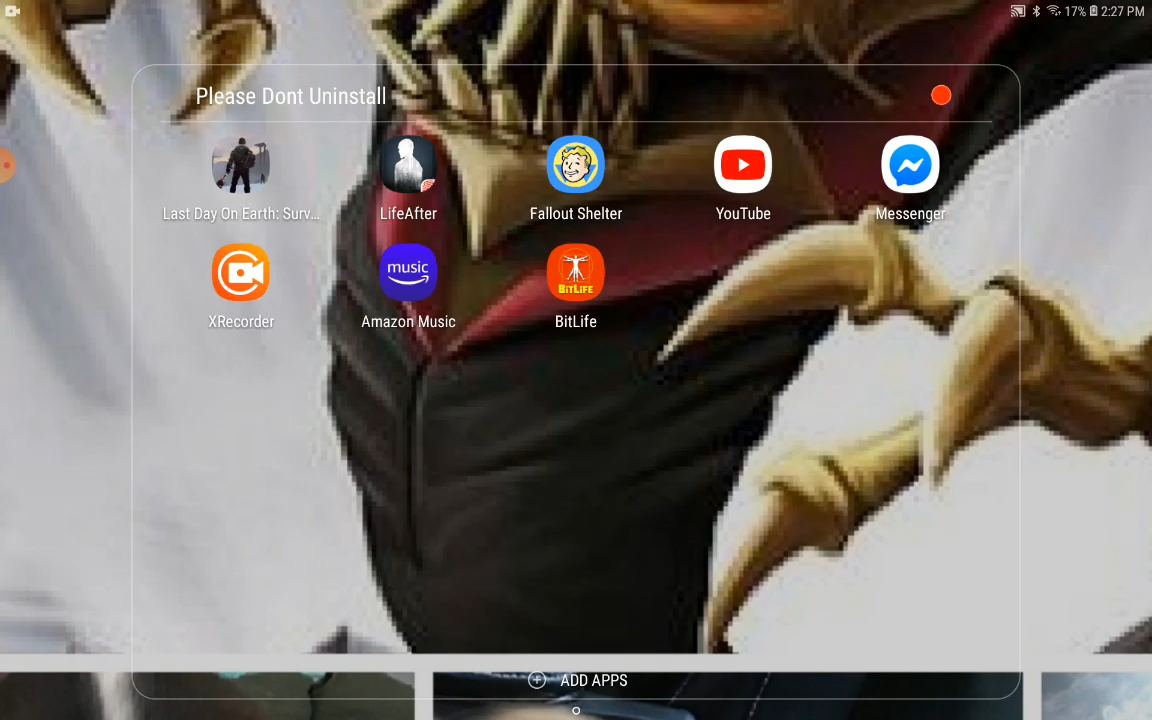 17% 2:27 PM
Please Dont Uninstall
Last Day On Earth: Surv...
LifeAfter
Fallout Shelter
YouTube
Messenger
music
BitLife
XRecorder
Amazon Music
BitLife
ADD APPS